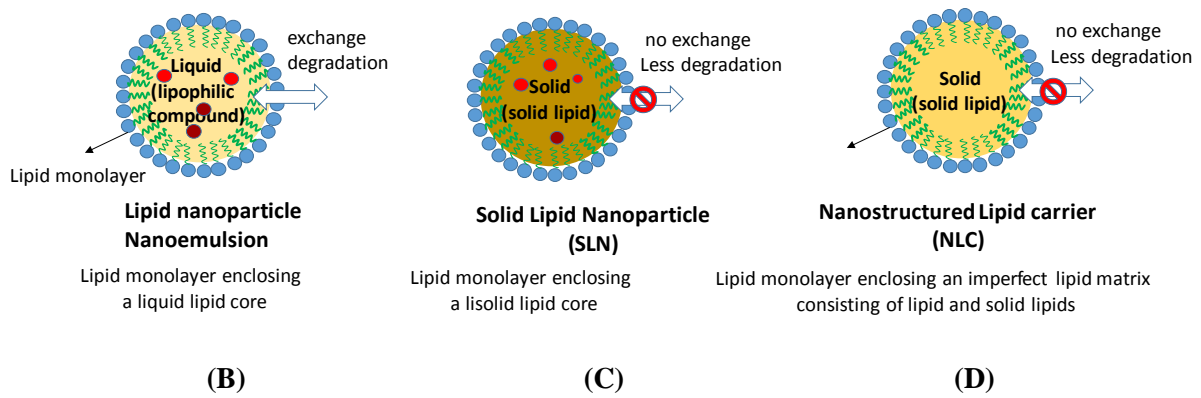 Liquid
(lipophilic
compound)
exchange
degradation
Lipid monolayer
Lipid nanoparticle
Nanoemulsion
Lipid monolayer enclosing
a liquid lipid core
(B)
Solid
(solid lipid)
no exchange
Less degradation
Solid Lipid Nanoparticle
(SLN)
Lipid monolayer enclosing
a lisolid lipid core
(C)
Solid
(solid lipid)
no exchange
Less degradation
Nanostructured Lipid carrier
(NLC)
Lipid monolayer enclosing an imperfect lipid matrix
consisting of lipid and solid lipids
(D)